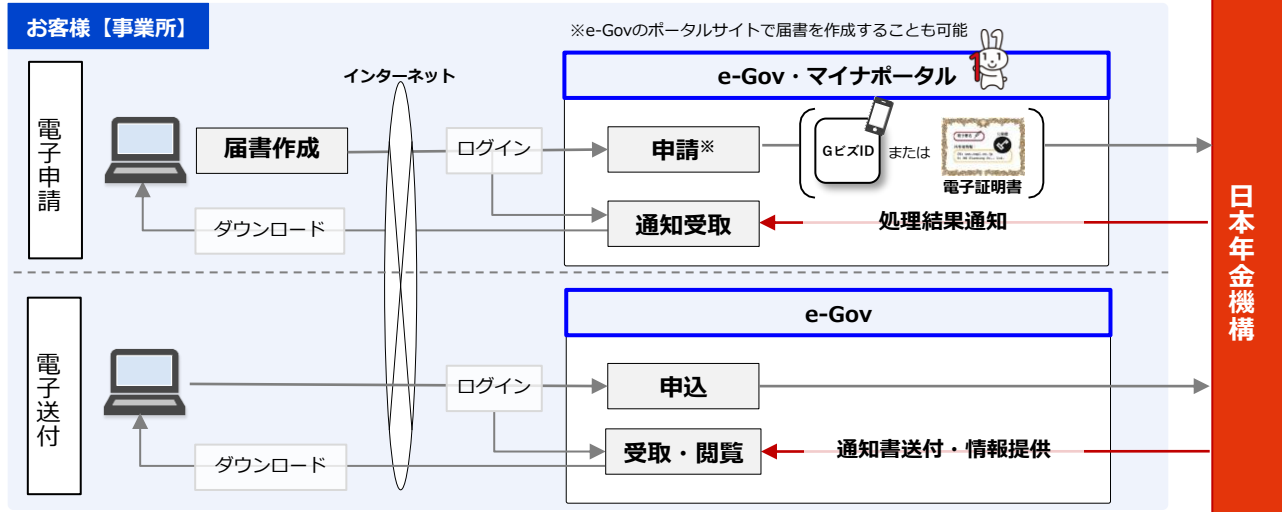 お客様【事業所】
※e-Govのポータルサイトで届書を作成することも可能
インターネット
e-Gov・マイナポータル
1
電子申請
届書作成
ログイン
申請※
GビズID
または
電子証明書
ダウンロード
通知受取
処理結果通知
日本年金機構
e-Gov
電子送付
ログイン
申込
ダウンロード
受取・閲覧
通知書送付・情報提供